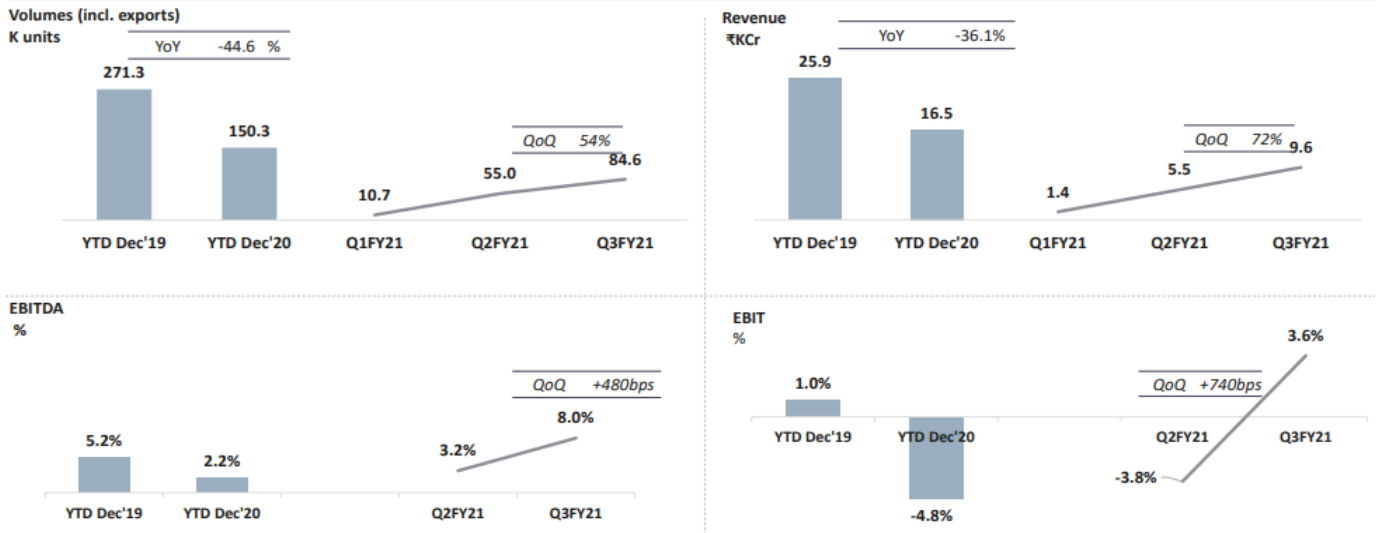 Volumes (incl. exports)
K units
YoY -44.6 %
271.3
150.3
QoQ 54%
10.7
55.0
84.6
YTD Dec'19 YTD Dec'20 Q1FY21 Q2FY21 Q3FY21
Revenue
₹KCr
YoY -36.1%
25.9
16.5
QoQ 72%
1.4
5.5
9.6
YTD Dec'19 YTD Dec'20 Q1FY21 Q2FY21 Q3FY21
EBITDA
%
QoQ +480bps
5.2%
2.2%
3.2%
8.0%
YTD Dec'19 YTD Dec'20 Q2FY21 Q3FY21
EBIT
%
3.6%
QoQ +740bps
1.0%
YTD Dec'19 YTD Dec'20 Q2FY21 Q3FY21
-3.8%
-4.8%